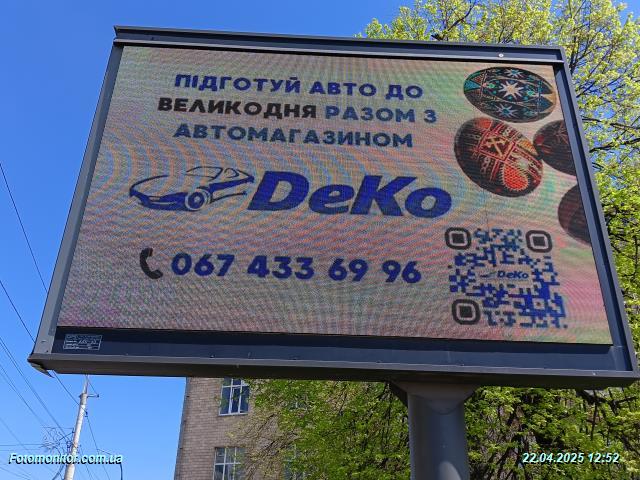 ПІДГОТУЙ АВТО ДО
ВЕЛИКОДНЯ РАЗОМ З
АВТОМАГАЗИНОМ
DeKo
067 433 69 96
DeKo
Fotomonitor.com.ua
22.04.2025 12:52